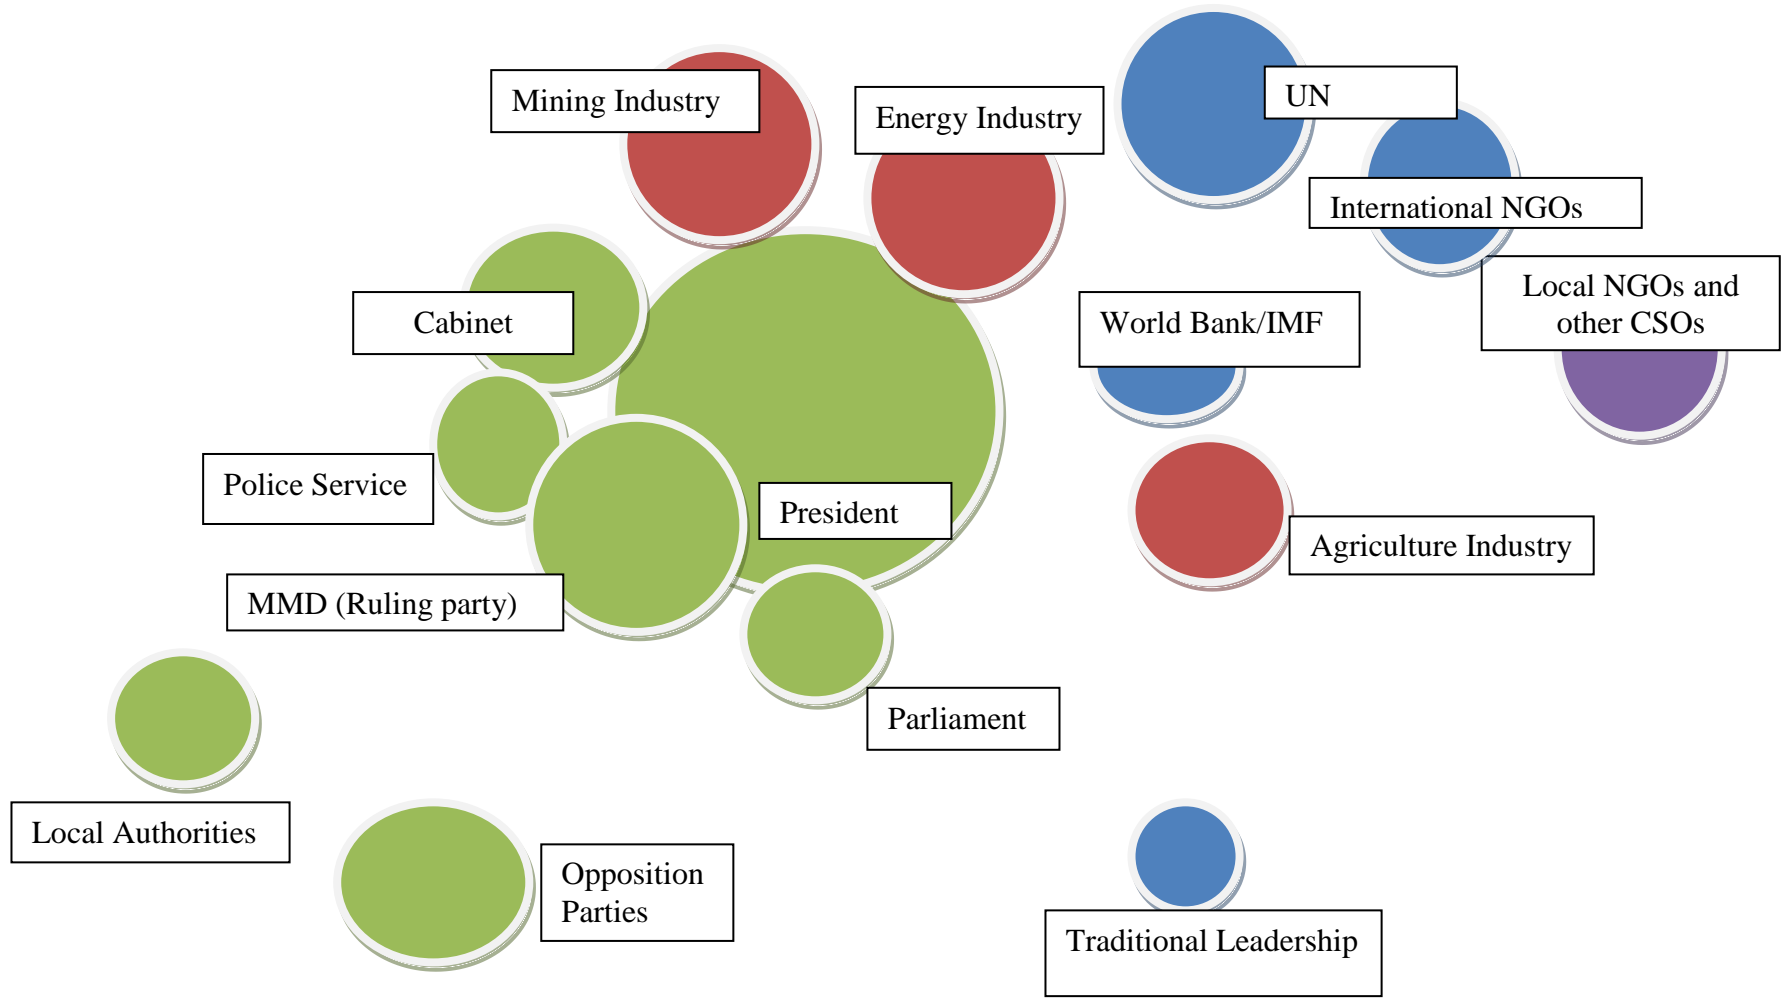 Mining Industry
Energy Industry
UN
International NGOs
Local NGOs and
other CSOs
Cabinet
World Bank/IMF
Police Service
President
Agriculture Industry
MMD (Ruling party)
Parliament
Local Authorities
Opposition
Parties
Traditional Leadership